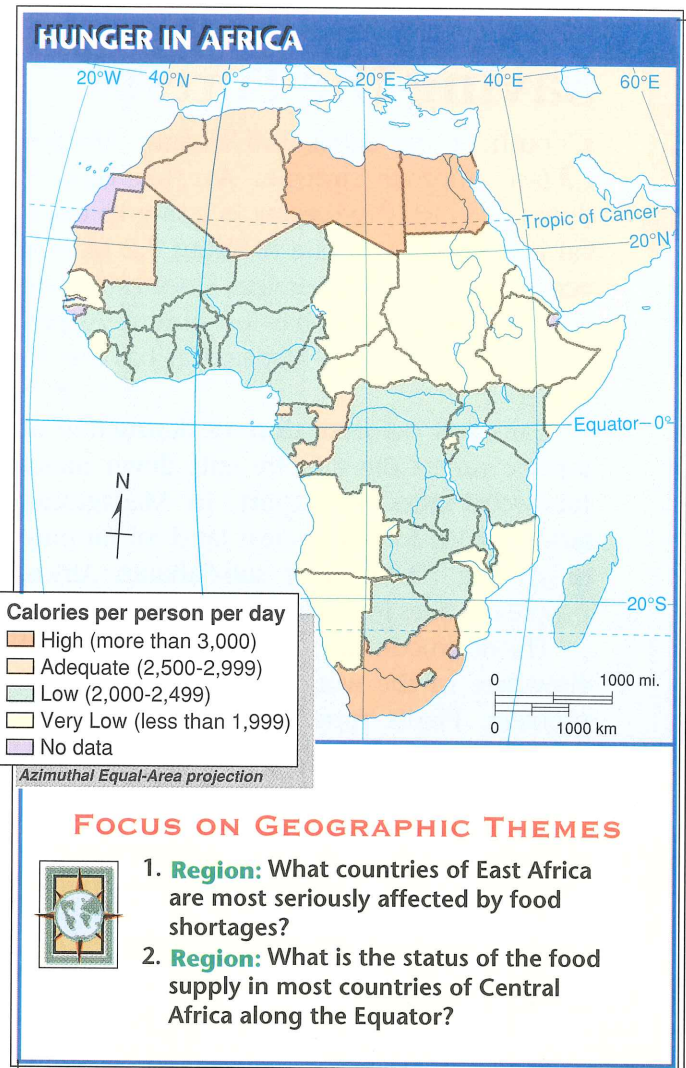 HUNGER IN AFRICA
20°W
40°N
0°
20°E
40°E
60°E
Tropic of Cancer
20°N
Equator
0°
N
20°S
Calories per person per day
High (more than 3,000)
Adequate (2,500-2,999)
Low (2,000-2,499)
Very Low (less than 1,999)
No data
0 1000 mi.
0 1000 km
Azimuthal Equal-Area projection
FOCUS ON GEOGRAPHIC THEMES
1. Region: What countries of East Africa
are most seriously affected by food
shortages?
2. Region: What is the status of the food
supply in most countries of Central
Africa along the Equator?